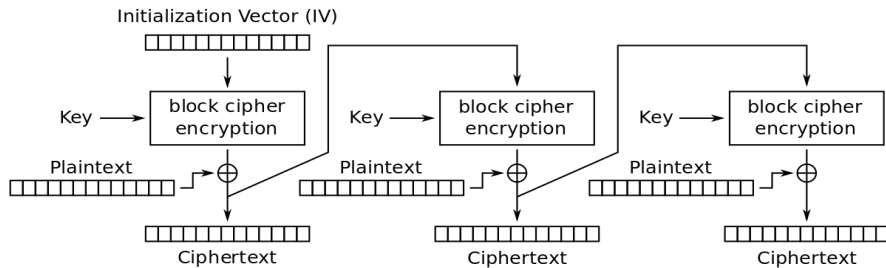 Initialization Vector (IV)
Key
block cipher
encryption
Key
block cipher
encryption
Key
block cipher
encryption
Plaintext
Plaintext
Plaintext
Ciphertext
Ciphertext
Ciphertext